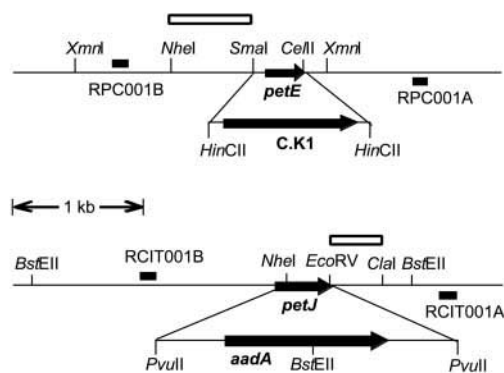 XmnI NheI SmaI CelII XmnI
RPC001B petE RPC001A
C.K1
HinCII HinCII
1 kb
BstEII RCIT001B NheI EcoRV ClaI BstEII
petJ RCIT001A
aadA
PvuII BstEII PvuII